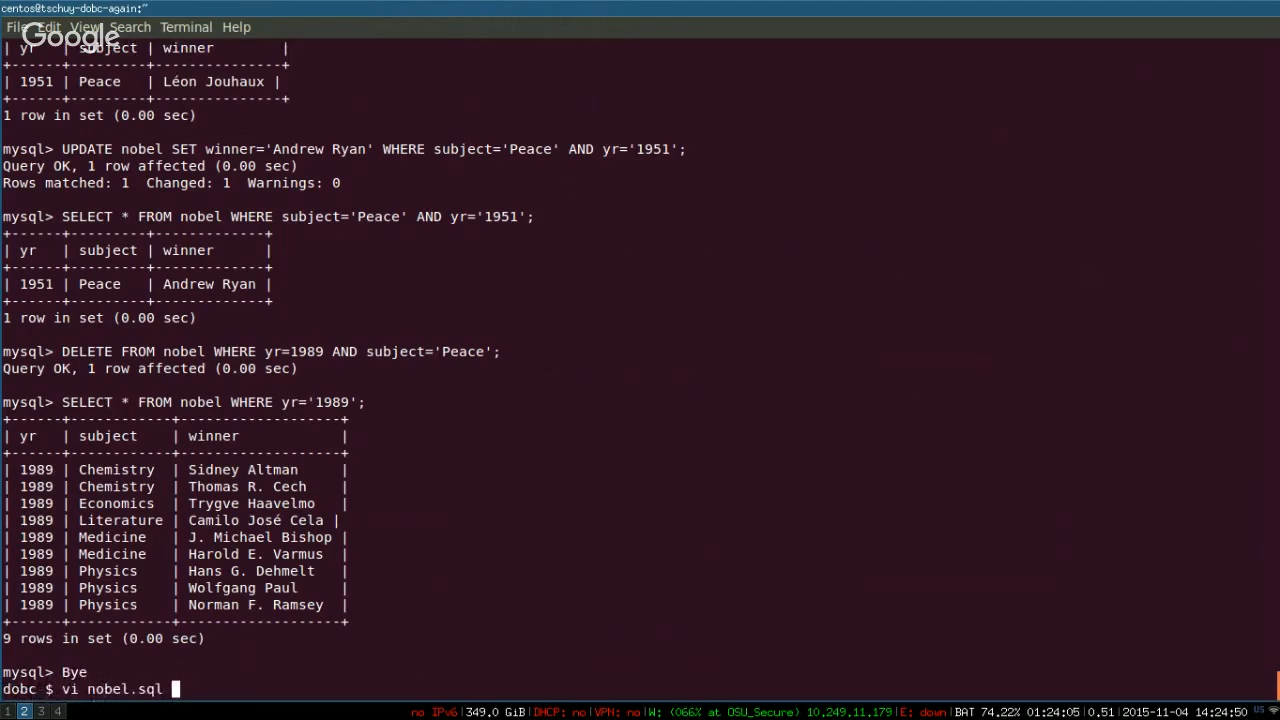 centos@tschuy-dobc-again:~
File Edit View Search Terminal Help
Google
| yr   | subject | winner        |
+------+---------+---------------+
| 1951 | Peace   | Léon Jouhaux |
+------+---------+---------------+
1 row in set (0.00 sec)
mysql> UPDATE nobel SET winner='Andrew Ryan' WHERE subject='Peace' AND yr='1951';
Query OK, 1 row affected (0.00 sec)
Rows matched: 1  Changed: 1  Warnings: 0
mysql> SELECT * FROM nobel WHERE subject='Peace' AND yr='1951';
+------+---------+-------------+
| yr   | subject | winner      |
+------+---------+-------------+
| 1951 | Peace   | Andrew Ryan |
+------+---------+-------------+
1 row in set (0.00 sec)
mysql> DELETE FROM nobel WHERE yr=1989 AND subject='Peace';
Query OK, 1 row affected (0.00 sec)
mysql> SELECT * FROM nobel WHERE yr='1989';
+------+------------+-------------------+
| yr   | subject    | winner            |
+------+------------+-------------------+
| 1989 | Chemistry  | Sidney Altman     |
| 1989 | Chemistry  | Thomas R. Cech    |
| 1989 | Economics  | Trygve Haavelmo   |
| 1989 | Literature | Camilo José Cela |
| 1989 | Medicine   | J. Michael Bishop |
| 1989 | Medicine   | Harold E. Varmus  |
| 1989 | Physics    | Hans G. Dehmelt   |
| 1989 | Physics    | Wolfgang Paul     |
| 1989 | Physics    | Norman F. Ramsey  |
+------+------------+-------------------+
9 rows in set (0.00 sec)
mysql> Bye
dobc $ vi nobel.sql
1 2 3 4 no IPv6|349.0 GiB|DHCP: no|VPN: no|W: (066% at OSU_Secure) 10.249.11.179|E: down|BAT 74.22% 01:24:05|0.51|2015-11-04 14:24:50 US